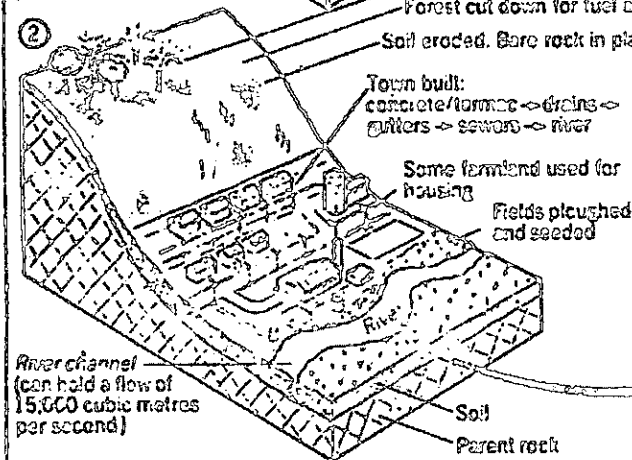 ②
Forest cut down for fuel
Soil eroded. Bare rock in
Town built:
concrete/tarmac → drains →
gutters → sewers → river
Some farmland used for
housing
Fields ploughed
and seeded
River
River channel
(can hold a flow of
15,000 cubic metres
per second)
Soil
Parent rock